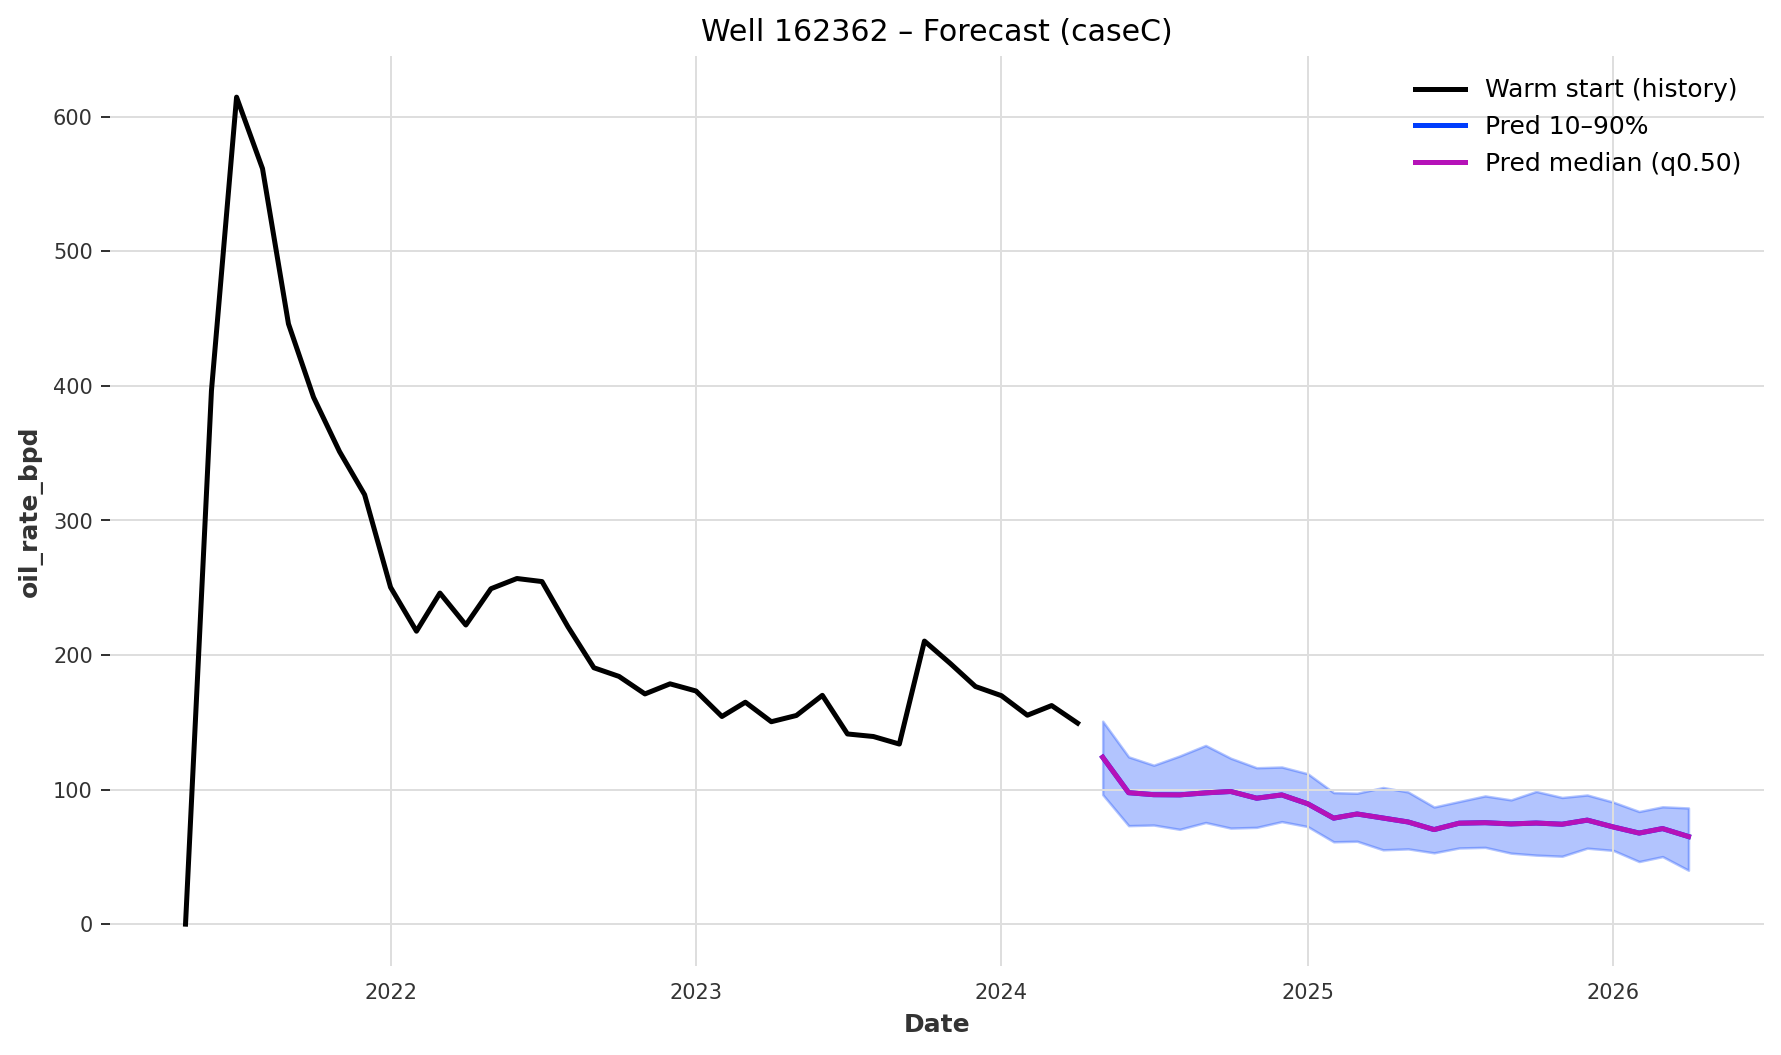 Well 162362 – Forecast (caseC)
Warm start (history)
Pred 10–90%
Pred median (q0.50)
oil_rate_bpd
600
500
400
300
200
100
0
2022
2023
2024
2025
2026
Date